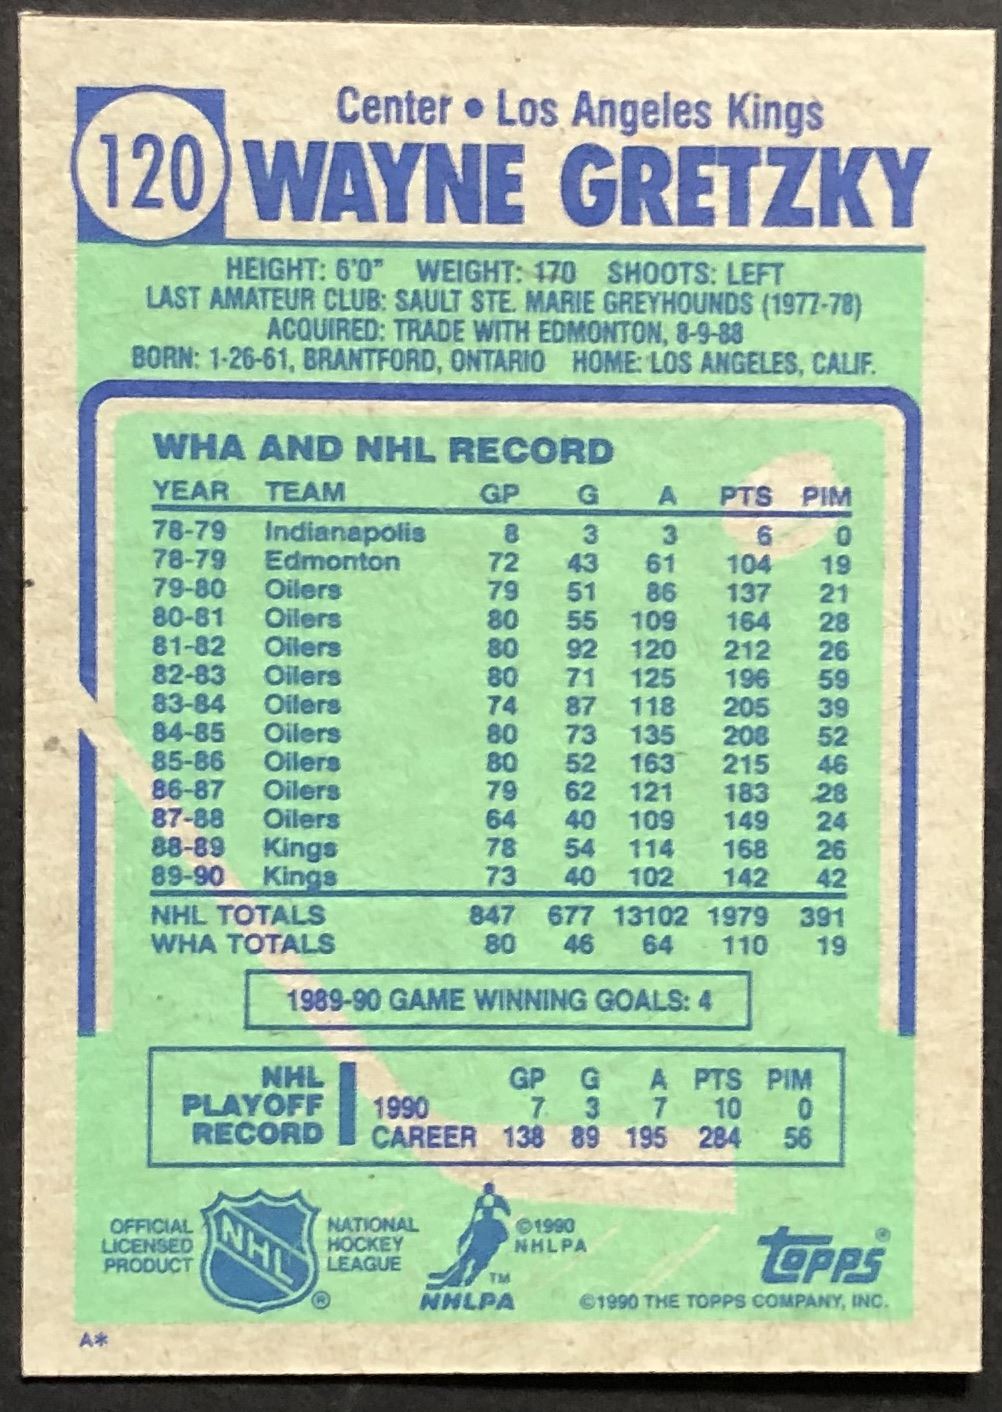 120
Center • Los Angeles Kings
WAYNE GRETZKY
HEIGHT: 6'0" WEIGHT: 170 SHOOTS: LEFT
LAST AMATEUR CLUB: SAULT STE. MARIE GREYHOUNDS (1977-78)
ACQUIRED: TRADE WITH EDMONTON, 8-9-88
BORN: 1-26-61, BRANTFORD, ONTARIO HOME: LOS ANGELES, CALIF.
WHA AND NHL RECORD
YEAR TEAM GP G A PTS PIM
78-79 Indianapolis 8 3 3 6 0
78-79 Edmonton 72 43 61 104 19
79-80 Oilers 79 51 86 137 21
80-81 Oilers 80 55 109 164 28
81-82 Oilers 80 92 120 212 26
82-83 Oilers 80 71 125 196 59
83-84 Oilers 74 87 118 205 39
84-85 Oilers 80 73 135 208 52
85-86 Oilers 80 52 163 215 46
86-87 Oilers 79 62 121 183 28
87-88 Oilers 64 40 109 149 24
88-89 Kings 78 54 114 168 26
89-90 Kings 73 40 102 142 42
NHL TOTALS 847 677 13102 1979 391
WHA TOTALS 80 46 64 110 19
1989-90 GAME WINNING GOALS: 4
NHL PLAYOFF RECORD
GP G A PTS PIM
1990 7 3 7 10 0
CAREER 138 89 195 284 56
OFFICIAL LICENSED PRODUCT
NHL
®
NATIONAL HOCKEY LEAGUE
TM
NHLPA
©1990 NHLPA
topps®
©1990 THE TOPPS COMPANY, INC.
A*